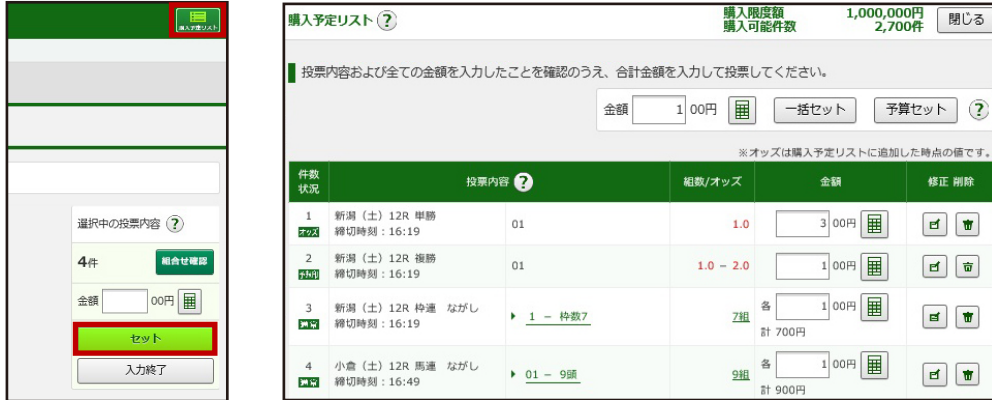 購入予定リスト
選択中の投票内容 ?
4件 組合せ確認
金額 00円
セット
入力終了
購入予定リスト ? 購入限度額 1,000,000円 閉じる
購入可能件数 2,700件
投票内容および全ての金額を入力したことを確認のうえ、合計金額を入力して投票してください。
金額 1 00円 一括セット 予算セット ?
※オッズは購入予定リストに追加した時点の値です。
件数 状況 投票内容 ? 組数/オッズ 金額 修正 削除
1 新潟（土）12R 単勝 01 1.0 3 00円
オッズ 締切時刻：16:19
2 新潟（土）12R 複勝 01 1.0 － 2.0 1 00円
締切時刻：16:19
3 新潟（土）12R 枠連 ながし 1 － 枠数7 7組 各 1 00円
通常 締切時刻：16:19 計 700円
4 小倉（土）12R 馬連 ながし 01 － 9頭 9組 各 1 00円
通常 締切時刻：16:49 計 900円